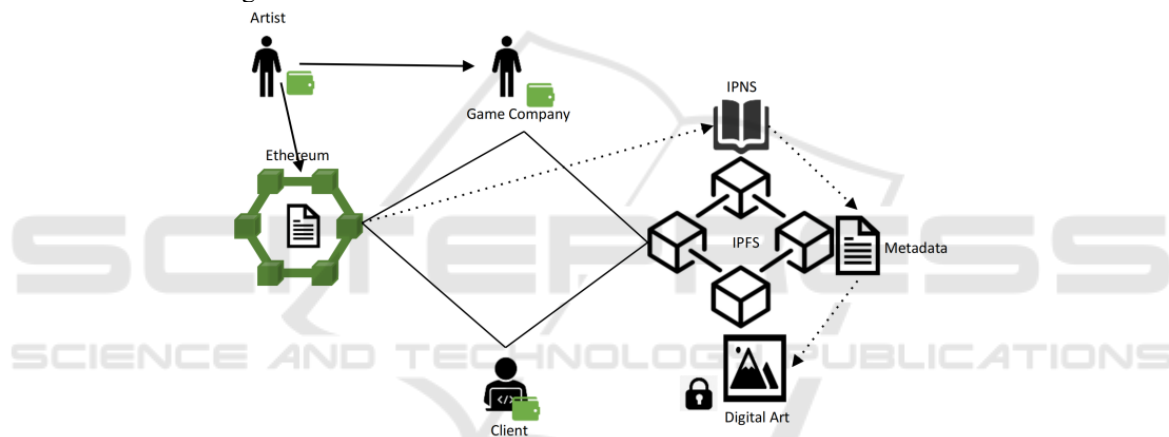 Artist
Game Company
IPNS
Ethereum
IPFS
Metadata
</>
Client
Digital Art
SCITEPRESS
SCIENCE AND TECHNOLOGY PUBLICATIONS